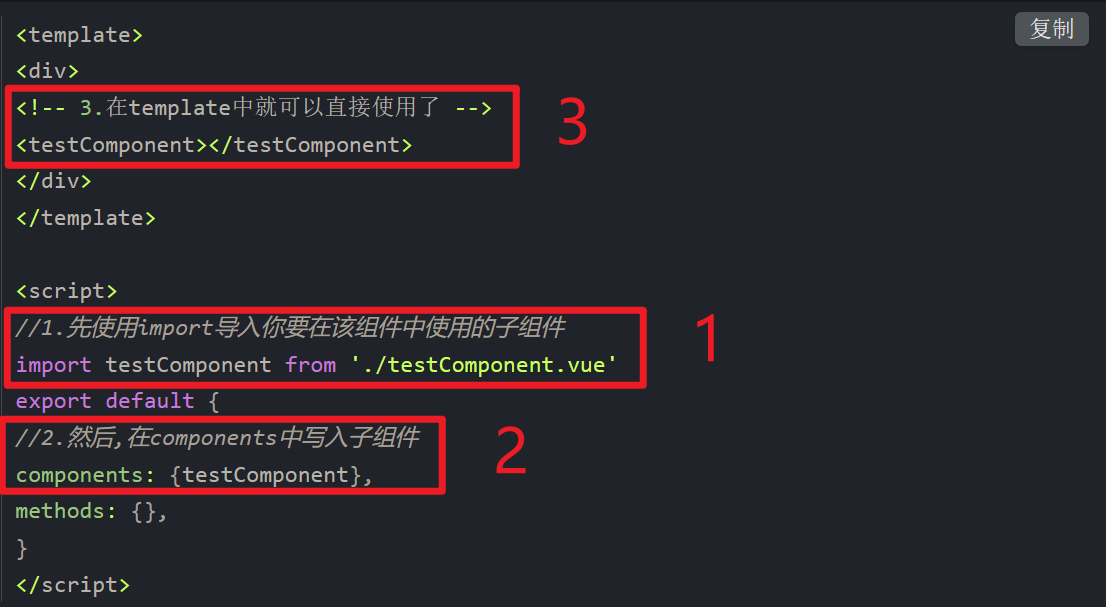 复制
<template>
<div>
<!-- 3.在template中就可以直接使用了 -->
<testComponent></testComponent>
3
</div>
</template>
<script>
//1.先使用import导入你要在该组件中使用的子组件
import testComponent from './testComponent.vue'
1
export default {
//2.然后,在components中写入子组件
components: {testComponent},
2
methods: {},
}
</script>